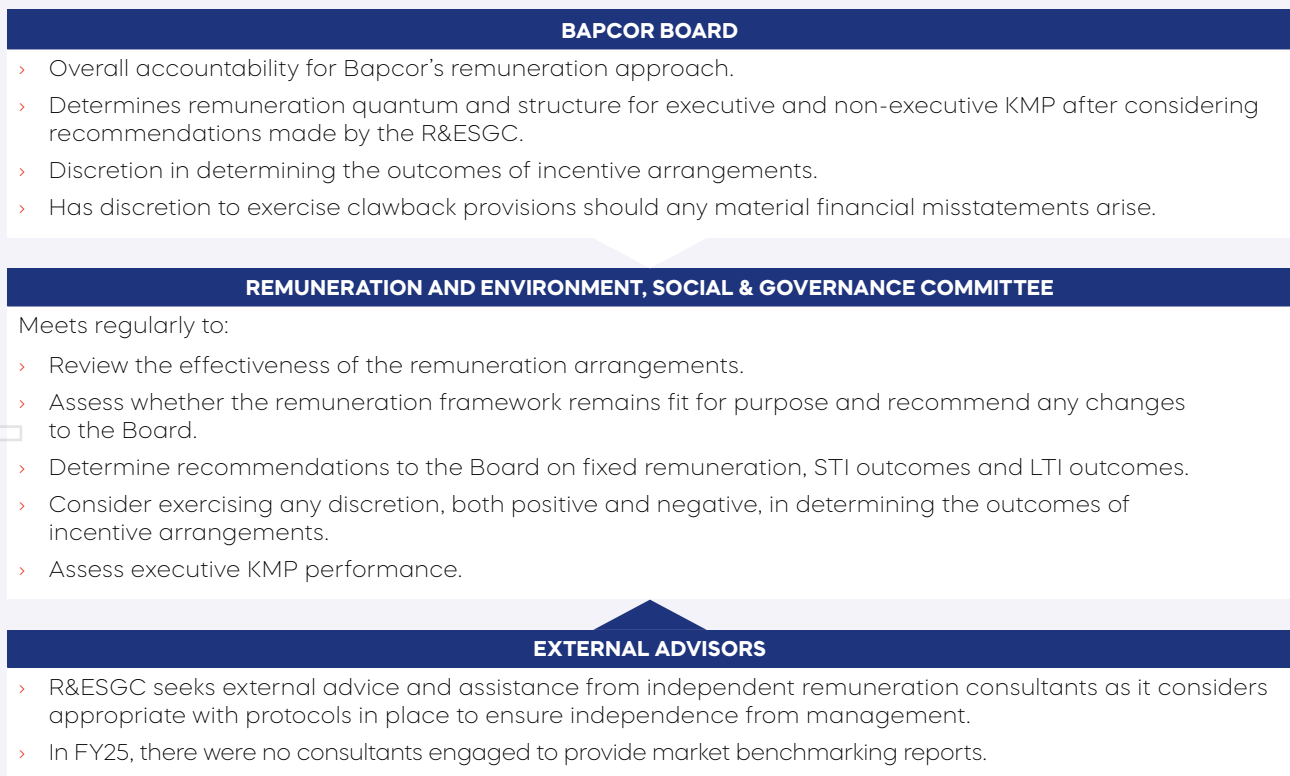 BAPCOR BOARD
› Overall accountability for Bapcor’s remuneration approach.
› Determines remuneration quantum and structure for executive and non-executive KMP after considering
recommendations made by the R&ESGC.
› Discretion in determining the outcomes of incentive arrangements.
› Has discretion to exercise clawback provisions should any material financial misstatements arise.
REMUNERATION AND ENVIRONMENT, SOCIAL & GOVERNANCE COMMITTEE
Meets regularly to:
› Review the effectiveness of the remuneration arrangements.
› Assess whether the remuneration framework remains fit for purpose and recommend any changes
to the Board.
› Determine recommendations to the Board on fixed remuneration, STI outcomes and LTI outcomes.
› Consider exercising any discretion, both positive and negative, in determining the outcomes of
incentive arrangements.
› Assess executive KMP performance.
EXTERNAL ADVISORS
› R&ESGC seeks external advice and assistance from independent remuneration consultants as it considers
appropriate with protocols in place to ensure independence from management.
› In FY25, there were no consultants engaged to provide market benchmarking reports.